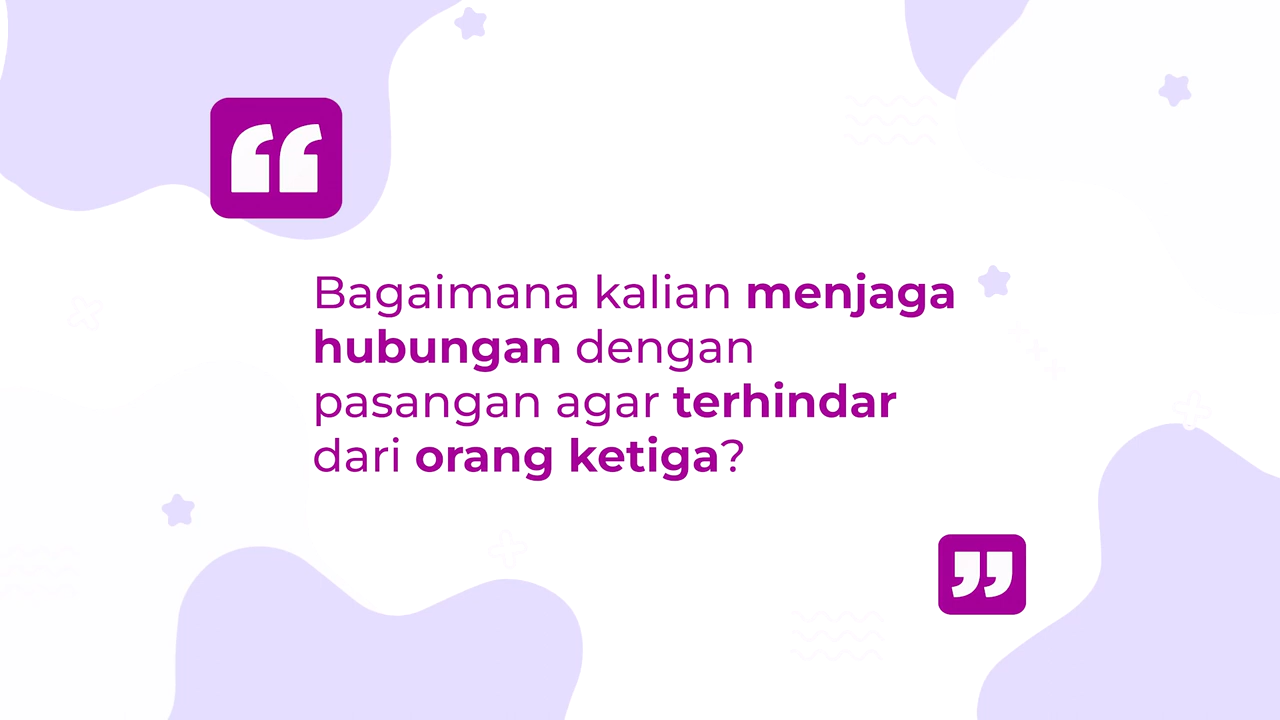 Bagaimana kalian menjaga
hubungan dengan
pasangan agar terhindar
dari orang ketiga?